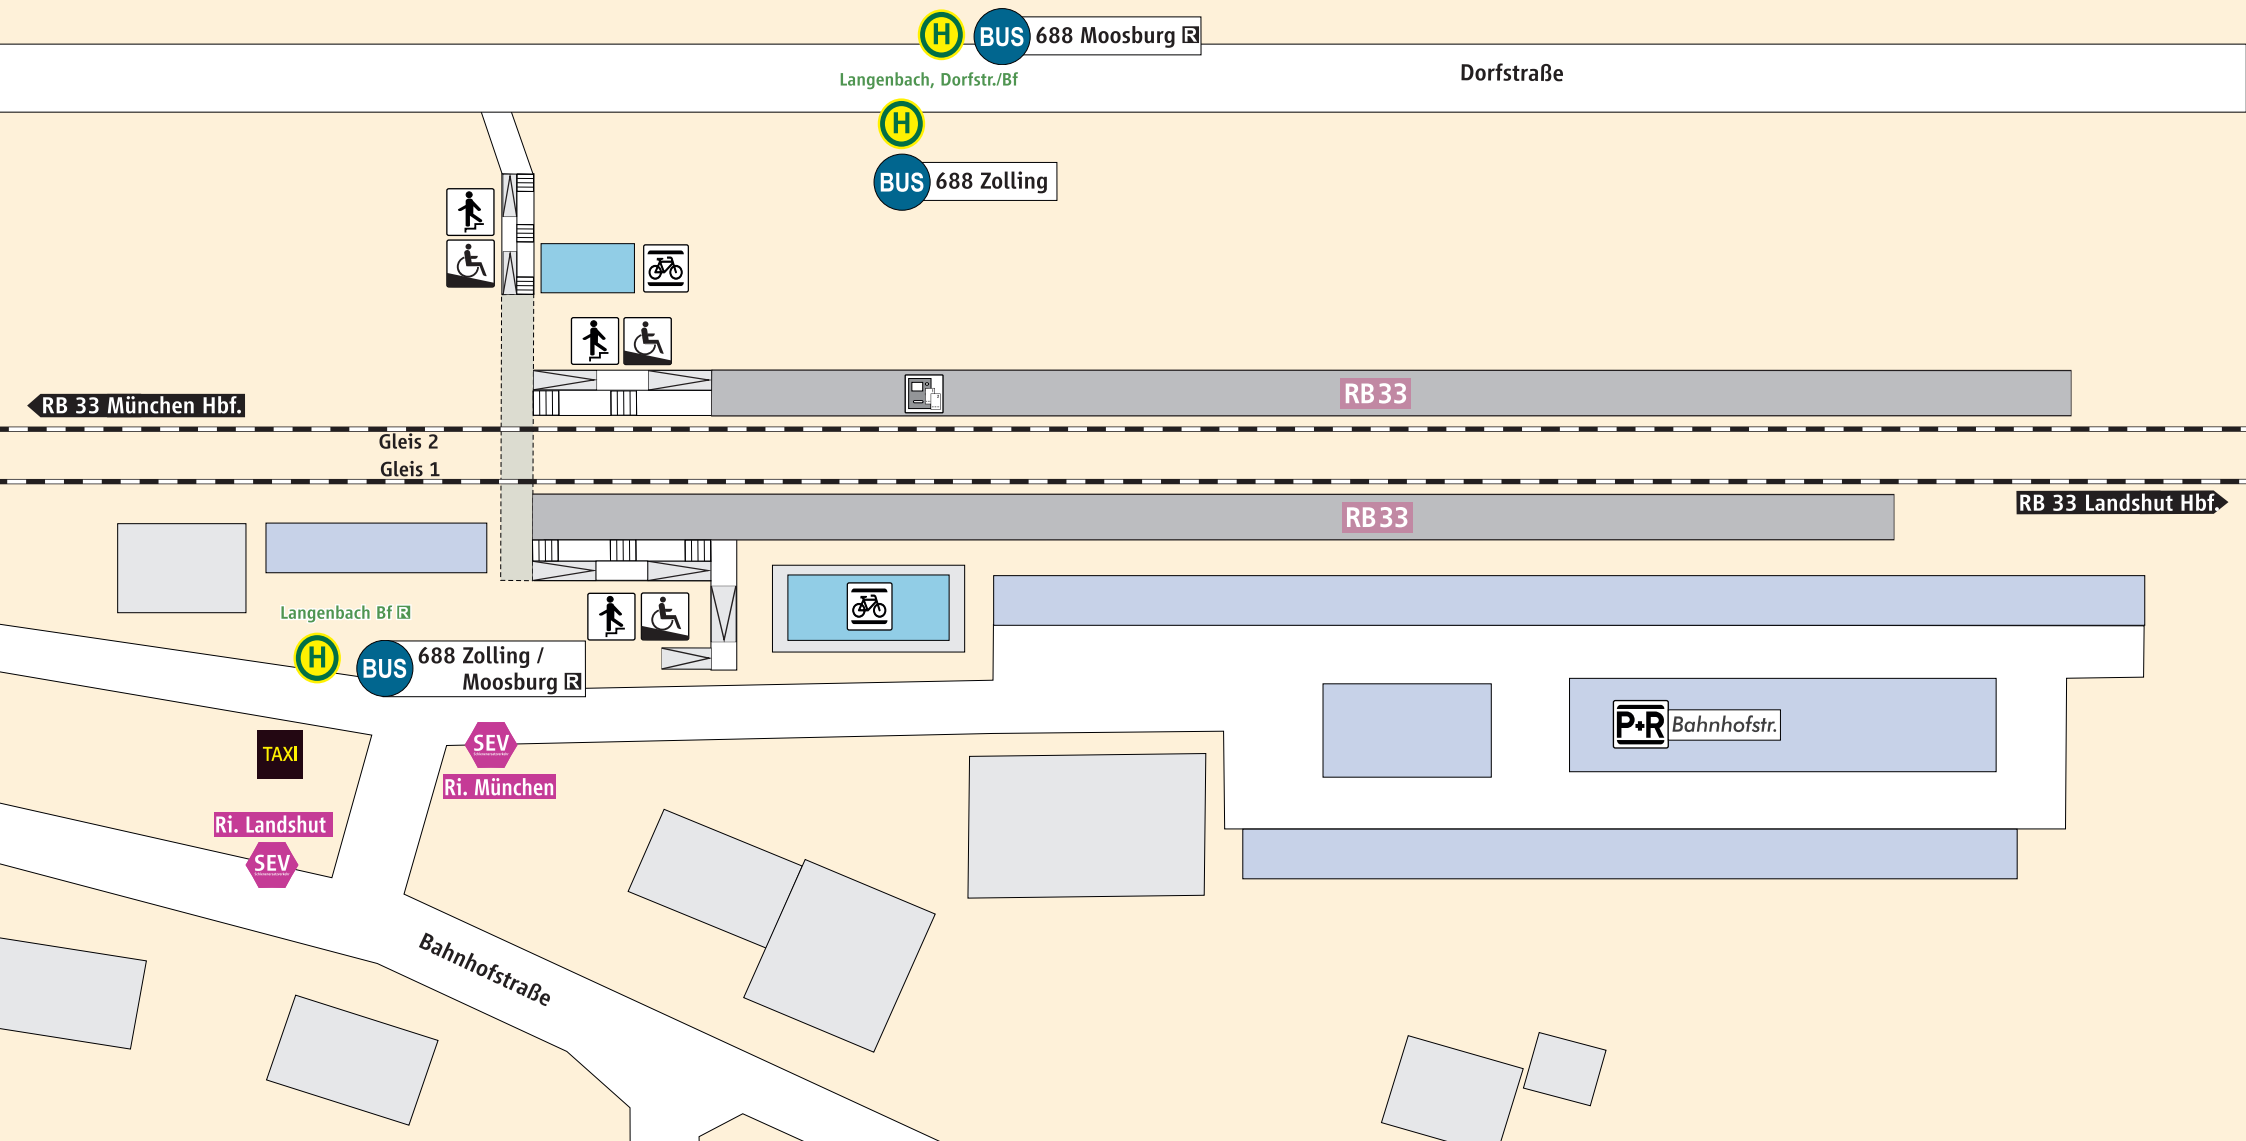 H BUS 688 Moosburg R
Langenbach, Dorfstr./Bf
Dorfstraße
H
BUS 688 Zolling
RB 33
RB 33 München Hbf.
Gleis 2
Gleis 1
RB 33 Landshut Hbf.
RB 33
Langenbach Bf R
H BUS 688 Zolling /
Moosburg R
P+R Bahnhofstr.
SEV
TAXI
Ri. München
Ri. Landshut
SEV
Bahnhofstraße